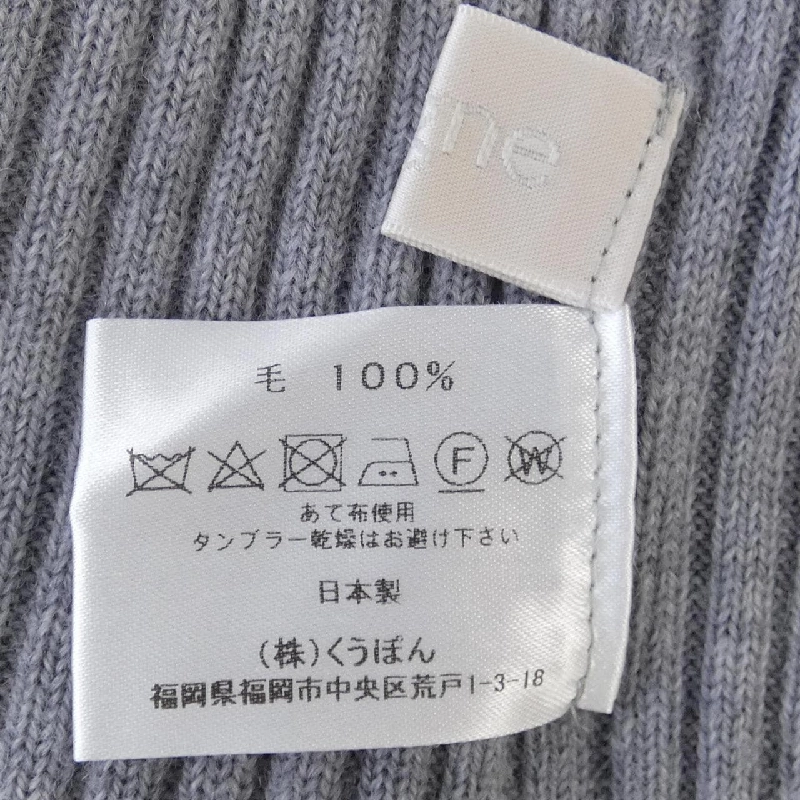 me
毛 100%
F
W
あて布使用
タンブラー乾燥はお避け下さい
日本製
(株)くうぽん
福岡県福岡市中央区荒戸1-3-18